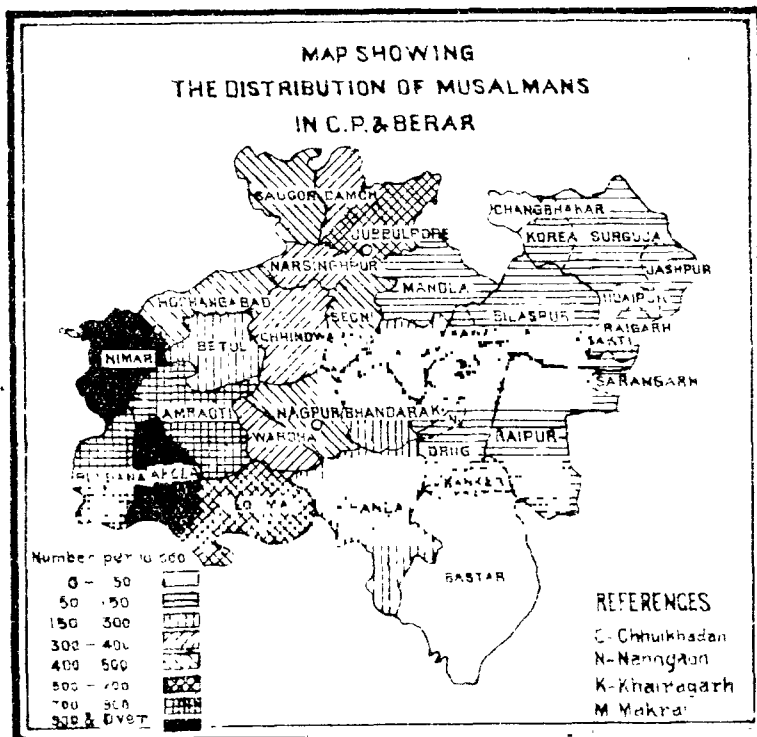 MAP SHOWING
THE DISTRIBUTION OF MUSALMANS
IN C.P. & BERAR
SAUGOR DAMOH
JUBBULPORE
CHANGBHAKAR
KOREA SURGUJA
JASHPUR
NARSINGHPUR
MANDLA
UDAIPUR
HOSHANGABAD
SEONI
BILASPUR
RAIGARH
NIMAR
BETUL
CHHINDWA
SAKTI
SARANGARH
AMRAOTI
NAGPUR BHANDARA K
N
WARDHA
DRUG
RAIPUR
KANKER
BASTAR
Number per 10 000
0 - 50
50 - 150
150 - 300
300 - 400
400 - 500
500 - 700
700 - 900
900 & Over
REFERENCES
C - Chhuikhadan
N - Nandgaon
K - Khairagarh
M Makrai